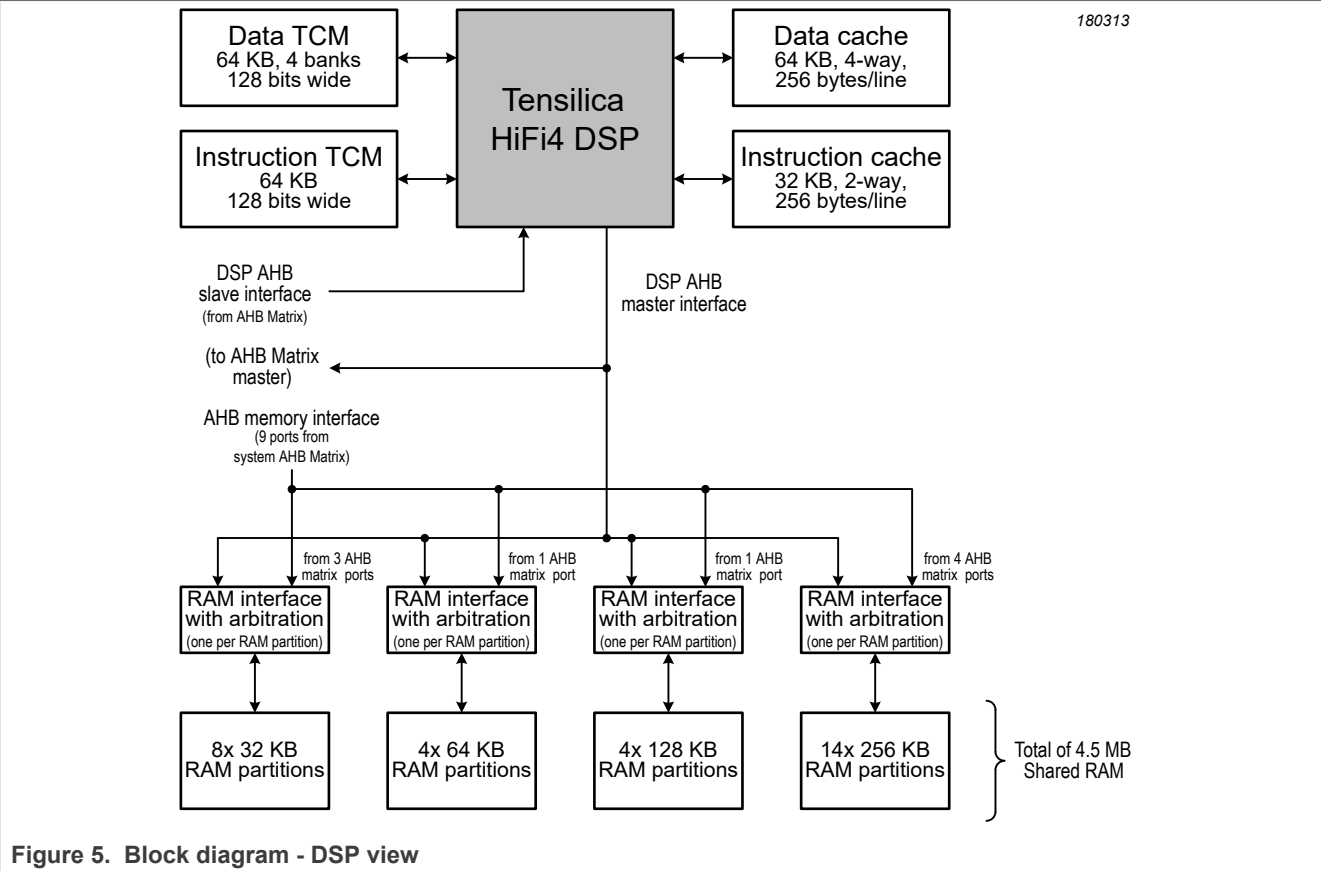 180313
Data TCM
64 KB, 4 banks
128 bits wide
Tensilica
HiFi4 DSP
Data cache
64 KB, 4-way,
256 bytes/line
Instruction TCM
64 KB
128 bits wide
Instruction cache
32 KB, 2-way,
256 bytes/line
DSP AHB
slave interface
(from AHB Matrix)
DSP AHB
master interface
(to AHB Matrix
master)
AHB memory interface
(9 ports from
system AHB Matrix)
from 3 AHB
matrix ports
from 1 AHB
matrix port
from 1 AHB
matrix port
from 4 AHB
matrix ports
RAM interface
with arbitration
(one per RAM partition)
RAM interface
with arbitration
(one per RAM partition)
RAM interface
with arbitration
(one per RAM partition)
RAM interface
with arbitration
(one per RAM partition)
8x 32 KB
RAM partitions
4x 64 KB
RAM partitions
4x 128 KB
RAM partitions
14x 256 KB
RAM partitions
Total of 4.5 MB
Shared RAM
Figure 5. Block diagram - DSP view